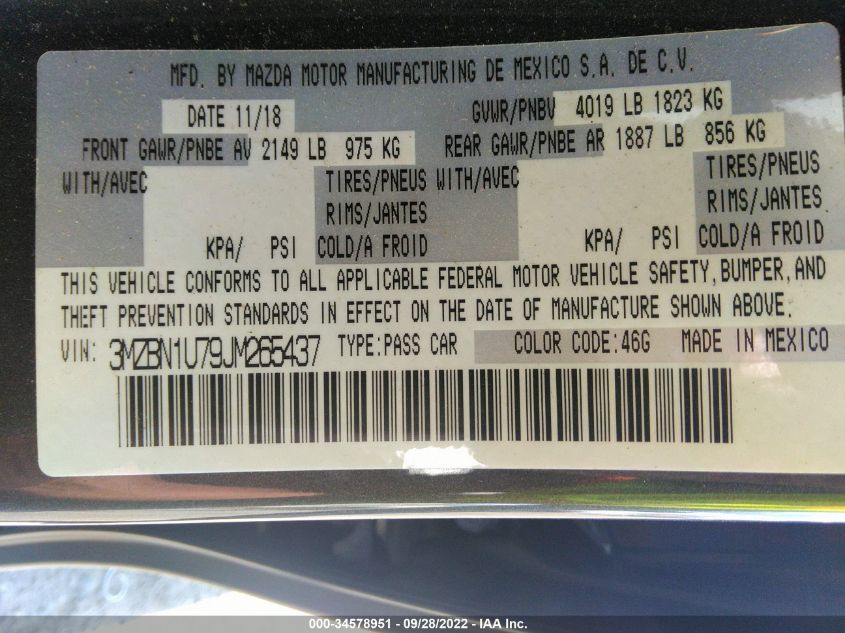 MFD. BY MAZDA MOTOR MANUFACTURING DE MEXICO S.A. DE C.V.
DATE 11/18 GVWR/PNBV 4019 LB 1823 KG
FRONT GAWR/PNBE AV 2149 LB 975 KG REAR GAWR/PNBE AR 1887 LB 856 KG
WITH/AVEC TIRES/PNEUS WITH/AVEC TIRES/PNEUS
RIMS/JANTES RIMS/JANTES
KPA/ PSI COLD/A FROID KPA/ PSI COLD/A FROID
THIS VEHICLE CONFORMS TO ALL APPLICABLE FEDERAL MOTOR VEHICLE SAFETY, BUMPER, AND
THEFT PREVENTION STANDARDS IN EFFECT ON THE DATE OF MANUFACTURE SHOWN ABOVE.
VIN: 3MZBN1U79JM265437 TYPE:PASS CAR COLOR CODE:46G MADE IN MEXICO
000-34578951 - 09/28/2022 - IAA Inc.